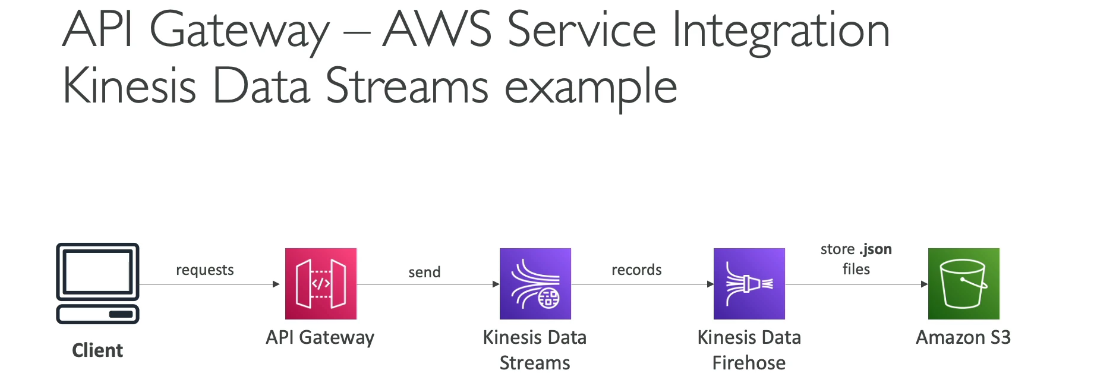 API Gateway – AWS Service Integration
Kinesis Data Streams example
requests
send
records
store .json
files
Client
API Gateway
Kinesis Data
Streams
Kinesis Data
Firehose
Amazon S3